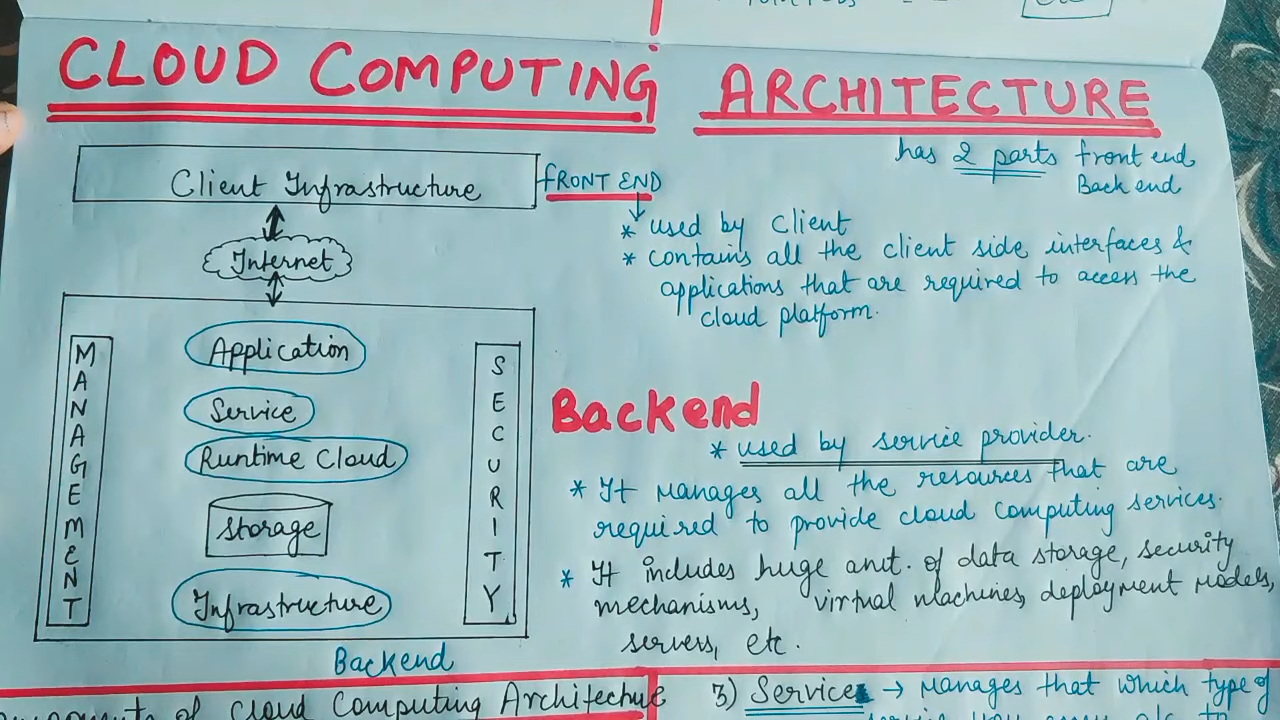 CLOUD COMPUTING ARCHITECTURE
has 2 parts front end
Back end
Client Infrastructure
FRONT END
* used by Client
* contains all the client side interfaces &
applications that are required to access the
cloud platform.
Internet
MANAGEMENT
Application
Service
Runtime Cloud
Storage
Infrastructure
SECURITY
Backend
Backend
* used by service provider.
* It manages all the resources that are
required to provide cloud computing services.
* It includes huge amt. of data storage, security
mechanisms, virtual machines, deployment models,
servers, etc.
of Cloud Computing Architecture
3) Service → Manages that which type of